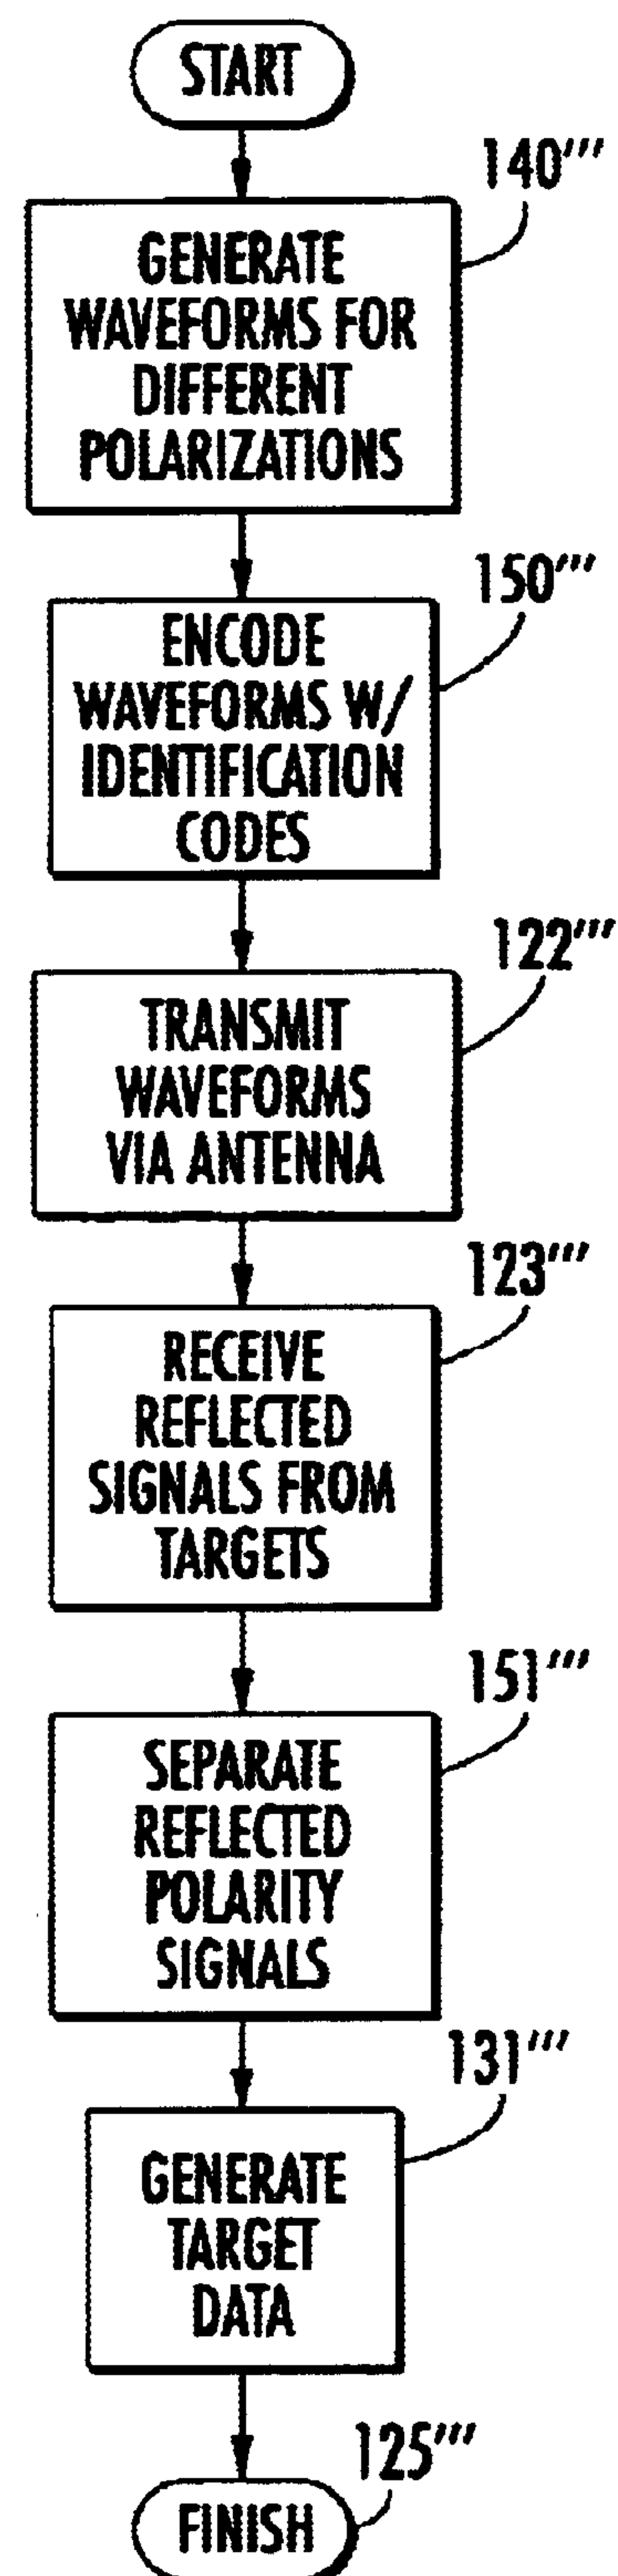 START
140'''
GENERATE
WAVEFORMS FOR
DIFFERENT
POLARIZATIONS
150'''
ENCODE
WAVEFORMS W/
IDENTIFICATION
CODES
122'''
TRANSMIT
WAVEFORMS
VIA ANTENNA
123'''
RECEIVE
REFLECTED
SIGNALS FROM
TARGETS
151'''
SEPARATE
REFLECTED
POLARITY
SIGNALS
131'''
GENERATE
TARGET
DATA
125'''
FINISH